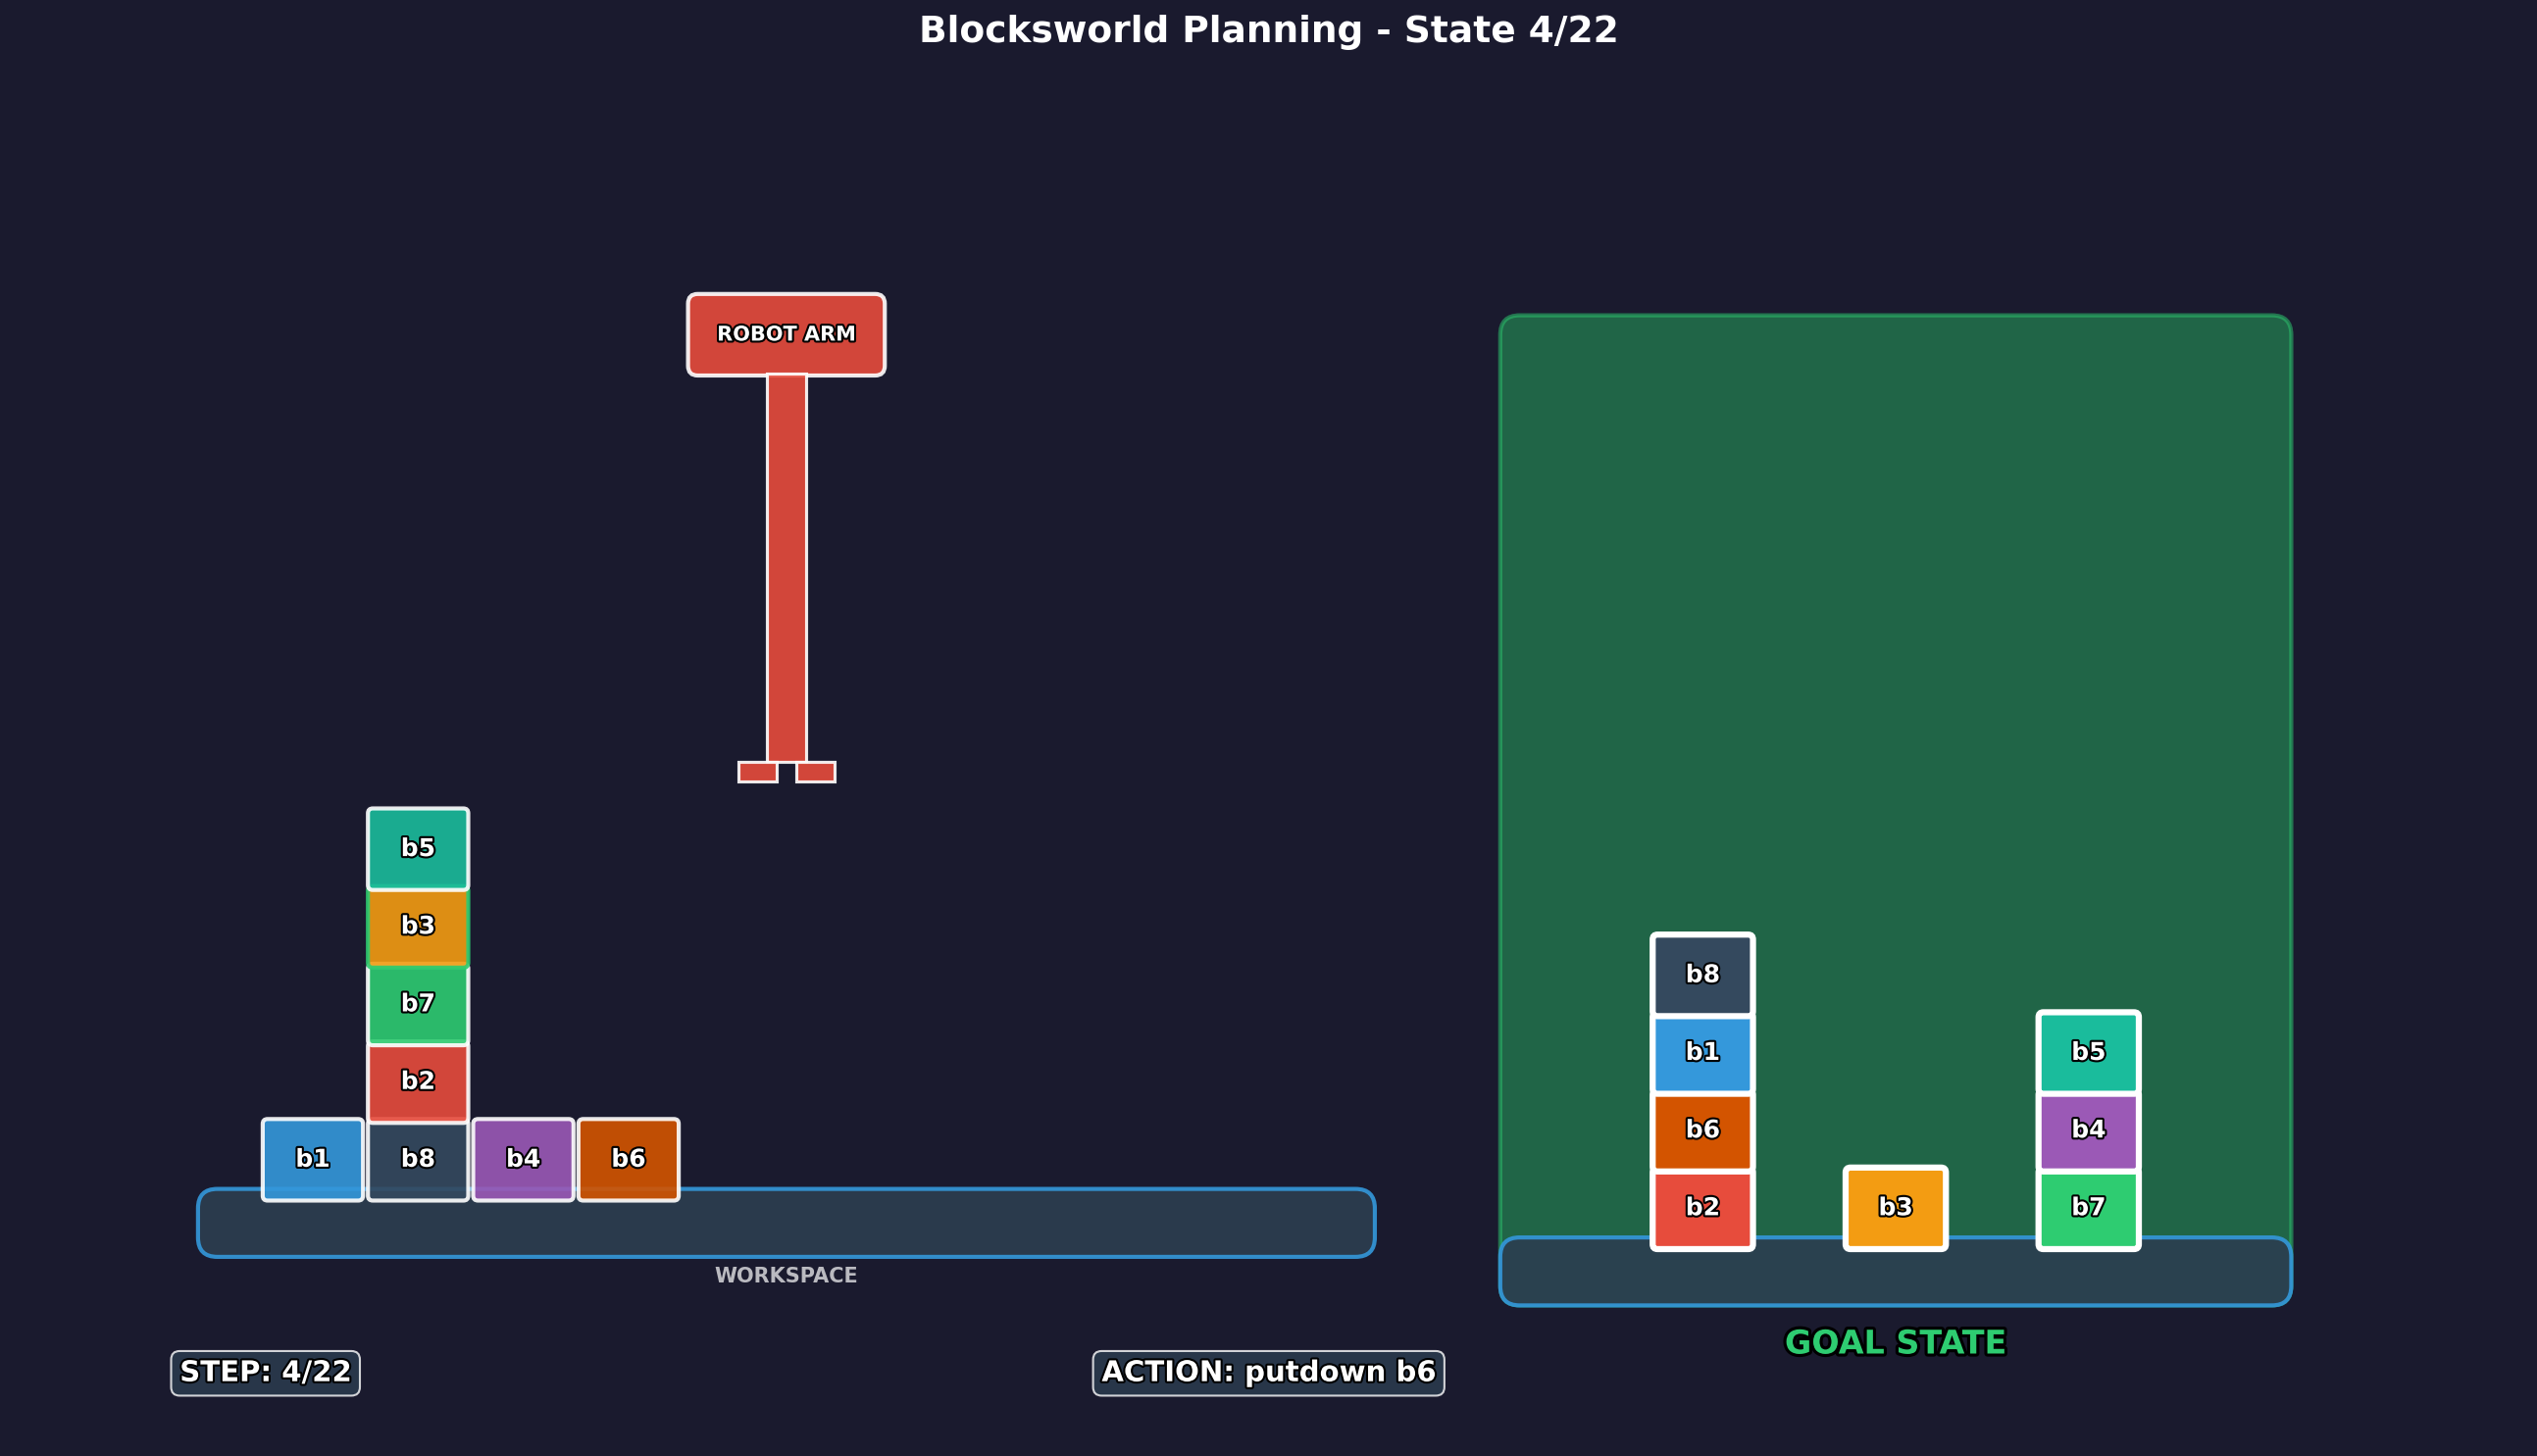 Blocksworld Planning - State 4/22
ROBOT ARM
b5
b3
b7
b2
b1 b8 b4 b6
WORKSPACE
b8
b1 b5
b6 b4
b2 b3 b7
GOAL STATE
STEP: 4/22 ACTION: putdown b6